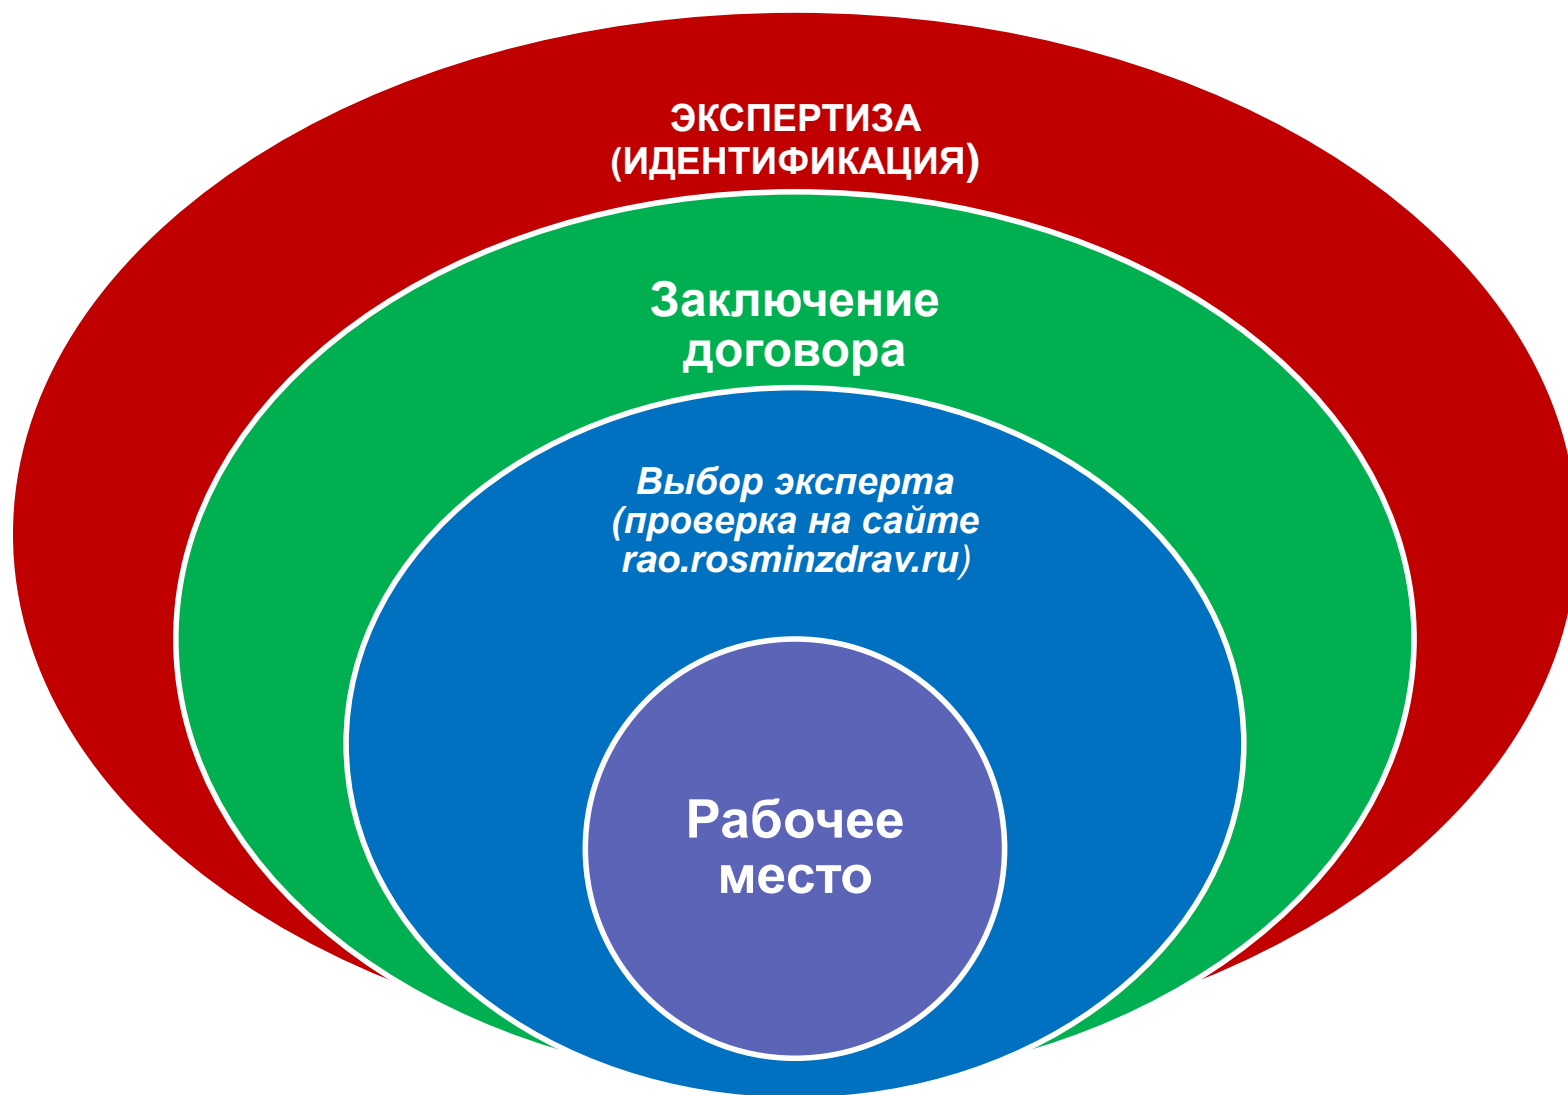 ЭКСПЕРТИЗА
(ИДЕНТИФИКАЦИЯ)
Заключение
договора
Выбор эксперта
(проверка на сайте
rao.rosminzdrav.ru)
Рабочее
место